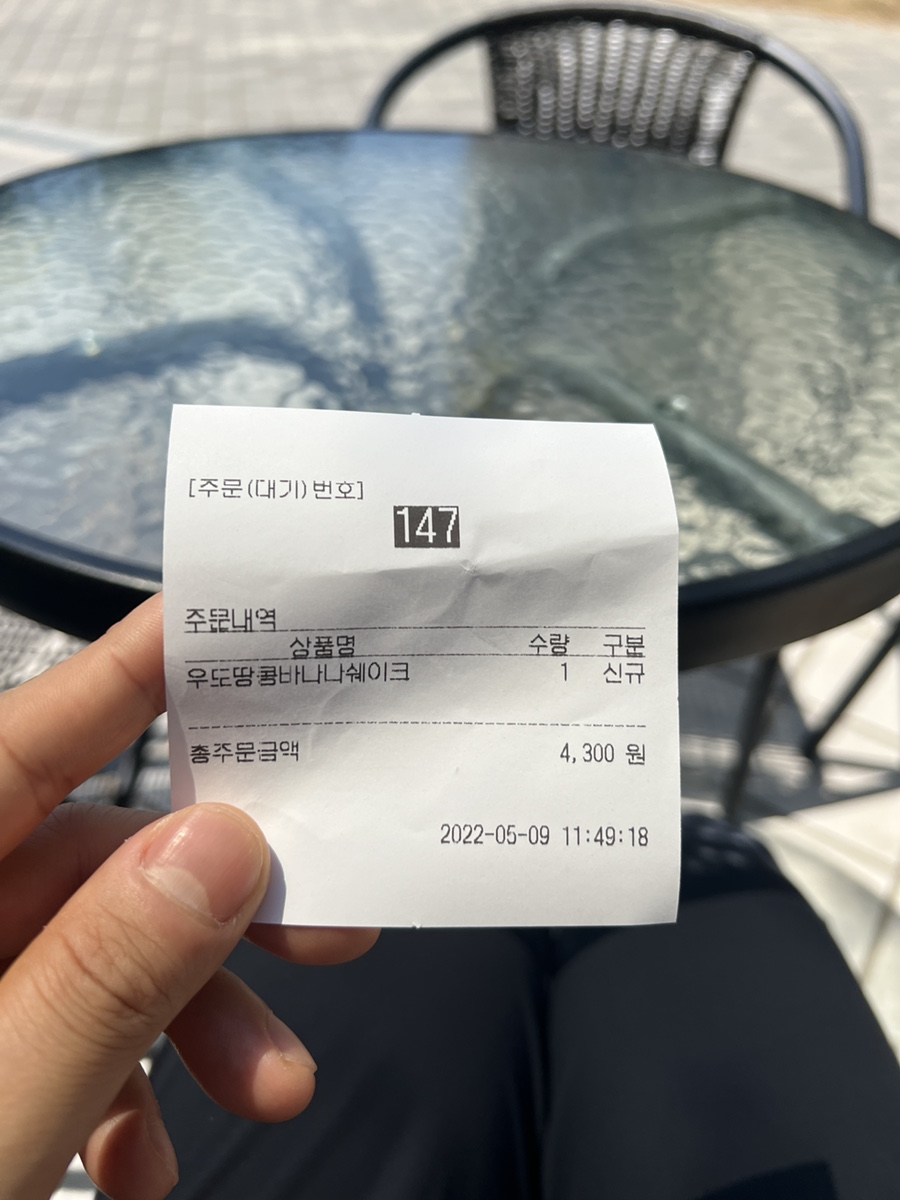 [주문(대기)번호]
147
주문내역
상품명 수량 구분
우도땅콩바나나쉐이크 1 신규
총주문금액 4,300 원
2022-05-09 11:49:18